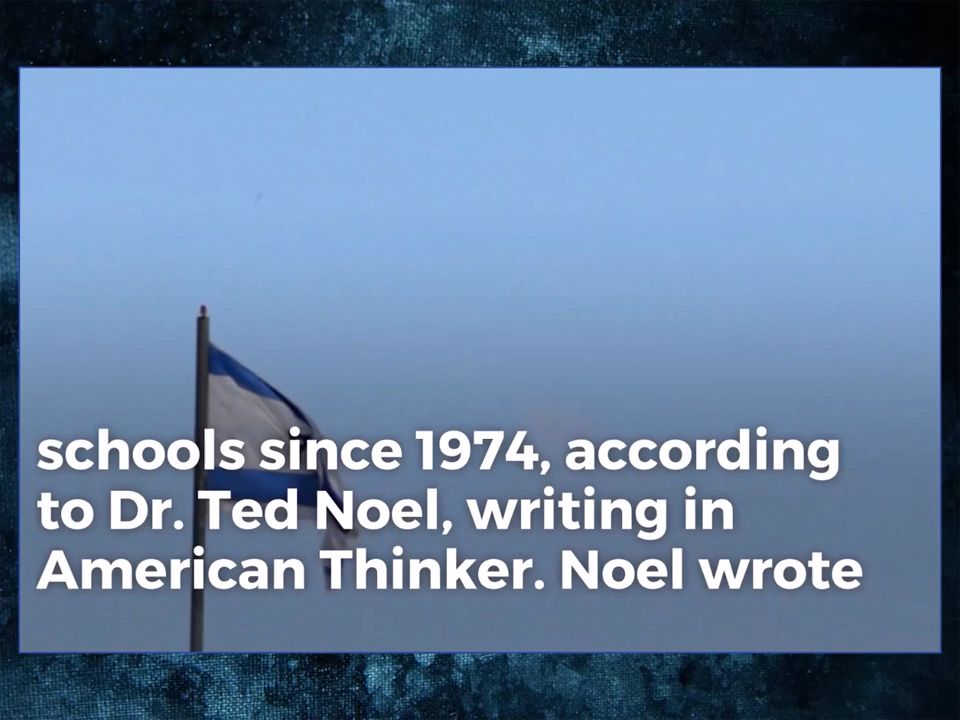 schools since 1974, according
to Dr. Ted Noel, writing in
American Thinker. Noel wrote